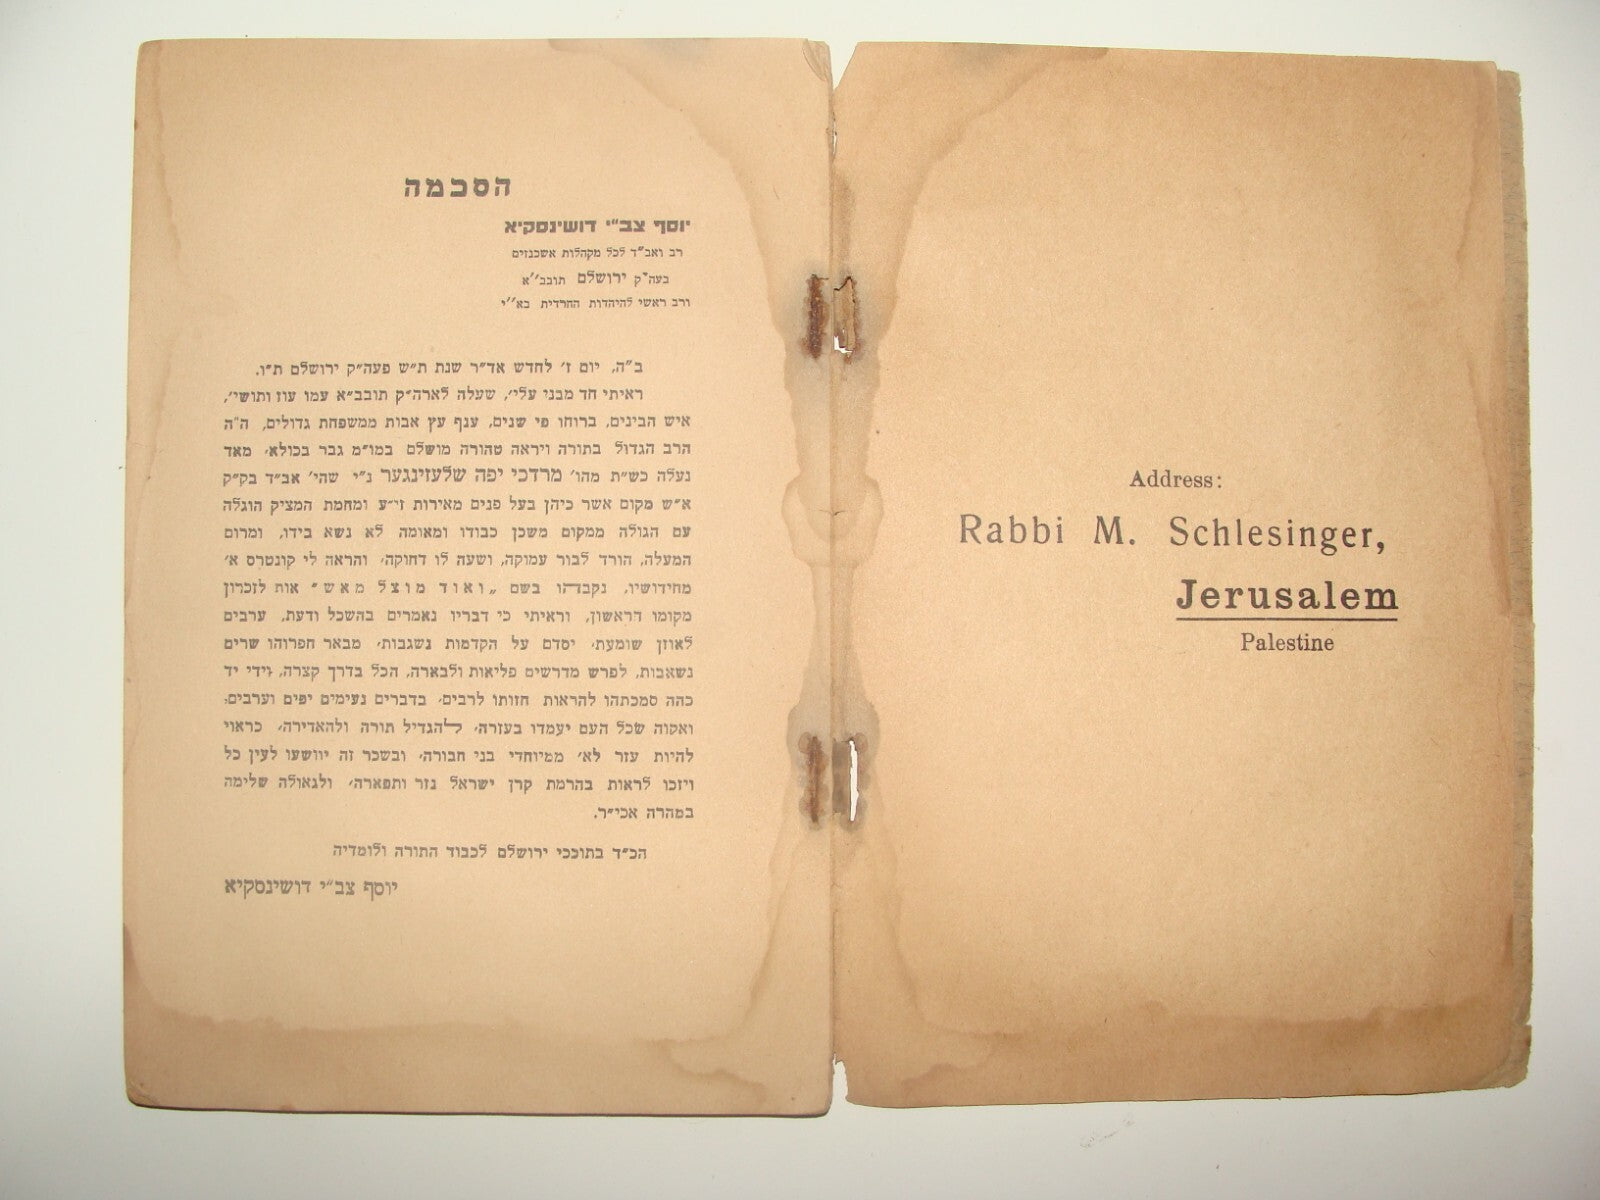 הסכמה
יוסף צב״י דושינסקיא
רב ואב״ד לכל מקהלות אשכנזים
בעה״ק ירושלם תובב״א
ורב ראשי להיהדות החרדית בא״י
ב״ה, יום ז׳ לחדש אד״ר שנת ת״ש פעה״ק ירושלם ת״ו.
ראיתי חד מבני עלי׳, שעלה לארה״ק תובב״א עמו עוז ותושי׳,
איש הבינים, ברוחו פי שנים, ענף עץ אבות ממשפחת גדולים, ה״ה
הרב הגדול בתורה ויראה טהורה מושלם במו״מ גבר בכולא׳ מאד
נעלה כש״ת מהו׳ מרדכי יפה שלעזינגער נ״י שהי׳ אב״ד בק״ק
א״ש מקום אשר כיהן בעל פנים מאירות זי״ע ומחמת המציק הוגלה
עם הגולה ממקום משכן כבודו ומאומה לא נשא בידו, ומרום
המעלה, הורד לבור עמוקה, ושעה לו דחוקה׳ והראה לי קונטרס א׳
מחידושיו, נקבדהו בשם „ואוד מוצל מאש״ אות לזכרון
מקומו דראשון, וראיתי כי דבריו נאמרים בהשכל ודעת, ערבים
לאוזן שומעת׳ יסדם על הקדמות נשגבות׳ מבאר חפרוהו שרים
נשאבות, לפרש מדרשים פליאות ולבארה, הכל בדרך קצרה, וידי יד
כהה סמכתהו להראות חזותו לרבים׳ בדברים נעימים יפים וערבים,
ואקוה שכל העם יעמדו בעזרה׳ להגדיל תורה ולהאדירה׳ כראוי
להיות עזר לא׳ ממיוחדי בני חבורה׳ ובשכר זה יוושעו לעין כל
ויזכו לראות בהרמת קרן ישראל נזר ותפארה׳ ולגאולה שלימה
במהרה אכי״ר.
הכ״ד בתוככי ירושלם לכבוד התורה ולומדיה
יוסף צב״י דושינסקיא
Address:
Rabbi M. Schlesinger,
Jerusalem
Palestine